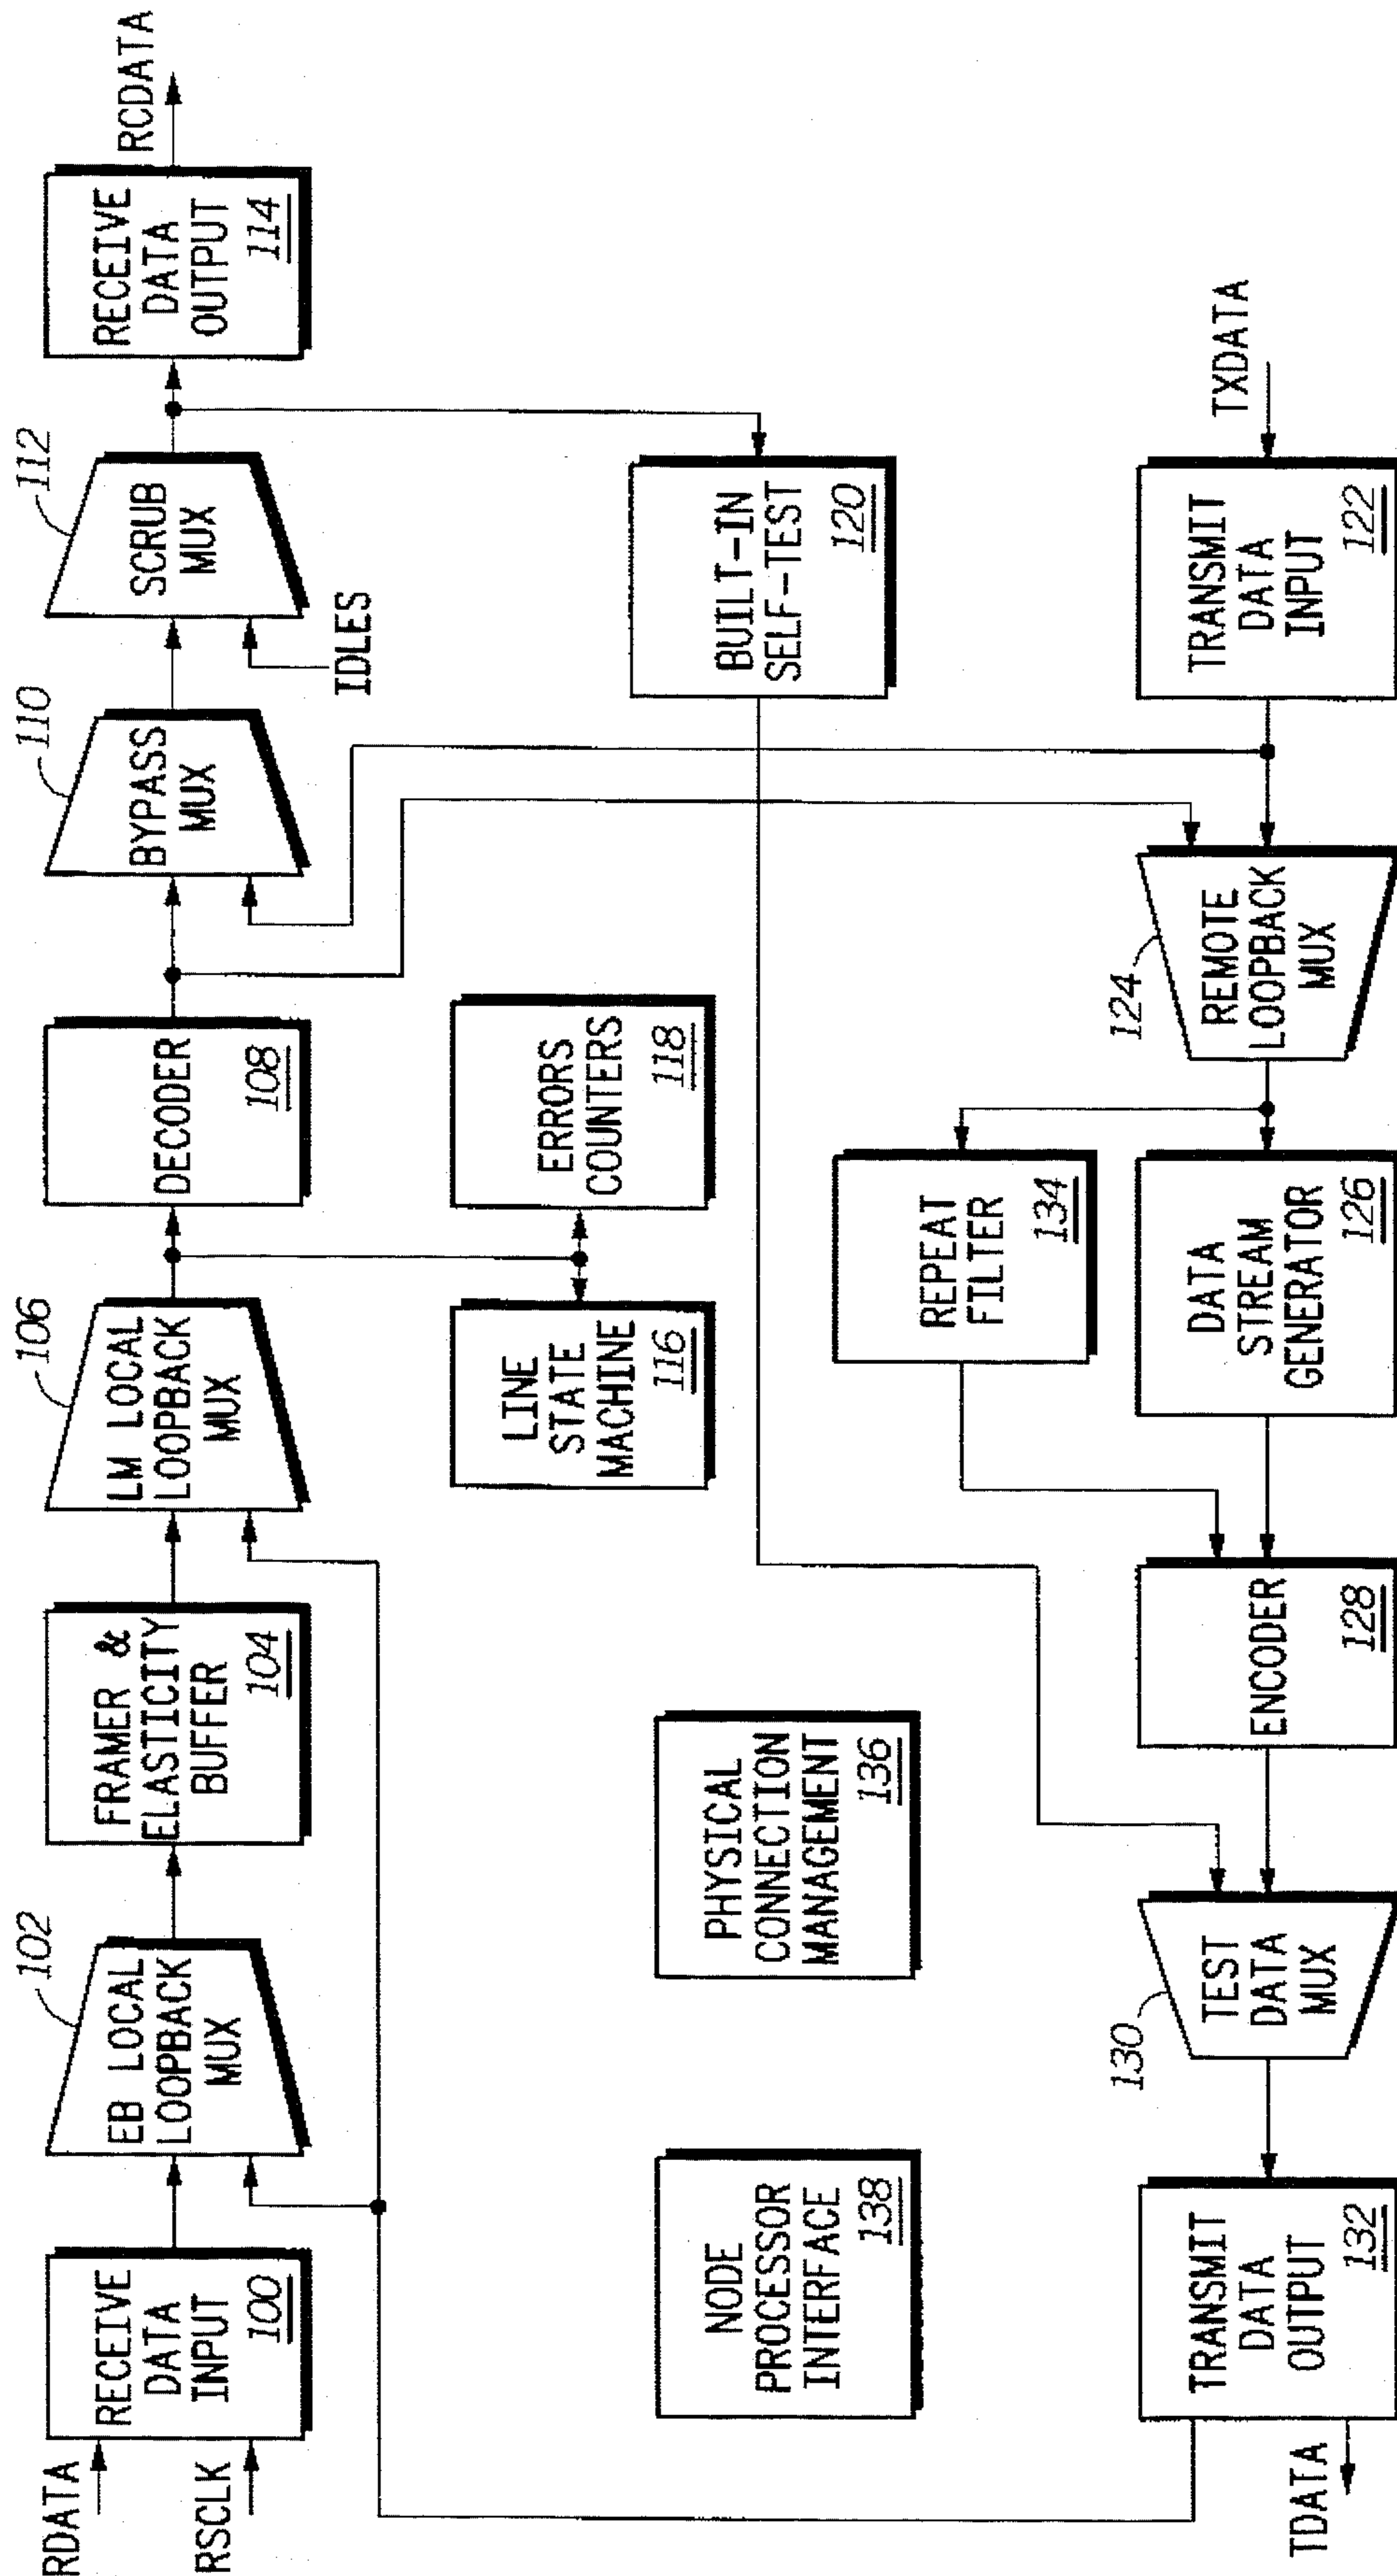 RDATA
RSCLK
RECEIVE
DATA
INPUT
100
102
EB LOCAL
LOOPBACK
MUX
FRAMER &
ELASTICITY
BUFFER
104
106
LM LOCAL
LOOPBACK
MUX
DECODER
108
110
BYPASS
MUX
IDLES
112
SCRUB
MUX
RECEIVE
DATA
OUTPUT
114
RCDATA
LINE
STATE
MACHINE
116
ERRORS
COUNTERS
118
NODE
PROCESSOR
INTERFACE
138
PHYSICAL
CONNECTION
MANAGEMENT
136
BUILT-IN
SELF-TEST
120
REPEAT
FILTER
134
TDATA
TRANSMIT
DATA
OUTPUT
132
130
TEST
DATA
MUX
ENCODER
128
DATA
STREAM
GENERATOR
126
124
REMOTE
LOOPBACK
MUX
TRANSMIT
DATA
INPUT
122
TXDATA